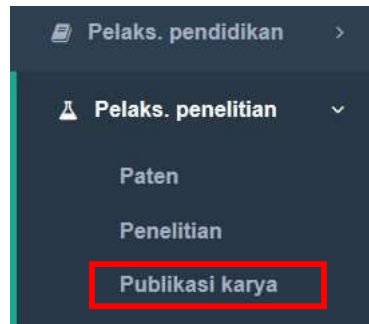 Pelaks. pendidikan
Pelaks. penelitian
Paten
Penelitian
Publikasi karya